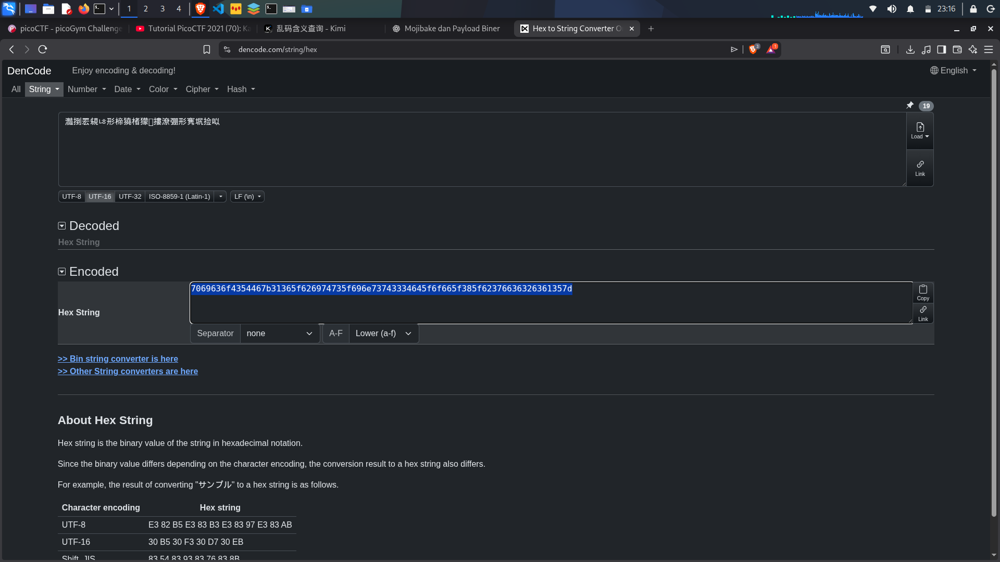 1 2 3 4 23:16
picoCTF - picoGym Challenge
Tutorial PicoCTF 2021 (70): Ka
乱码含义查询 - Kimi
Mojibake dan Payload Biner
Hex to String Converter O
dencode.com/string/hex
3
1
DenCode
Enjoy encoding & decoding!
English
All String Number Date Color Cipher Hash
19
灩捯䍔䙻ㄶ形楴獟楮獴㌴摟潦弸形㝦捦捡㕽
Load
Link
UTF-8 UTF-16 UTF-32 ISO-8859-1 (Latin-1) LF (\n)
Decoded
Hex String
Encoded
Hex String
7069636f4354467b31365f626974735f696e73743334645f6f665f385f62376636326361357d
Copy
Link
Separator none A-F Lower (a-f)
>> Bin string converter is here
>> Other String converters are here
About Hex String
Hex string is the binary value of the string in hexadecimal notation.
Since the binary value differs depending on the character encoding, the conversion result to a hex string also differs.
For example, the result of converting "サンプル" to a hex string is as follows.
Character encoding Hex string
UTF-8 E3 82 B5 E3 83 B3 E3 83 97 E3 83 AB
UTF-16 30 B5 30 F3 30 D7 30 EB
Shift_JIS 83 54 83 93 83 76 83 8B